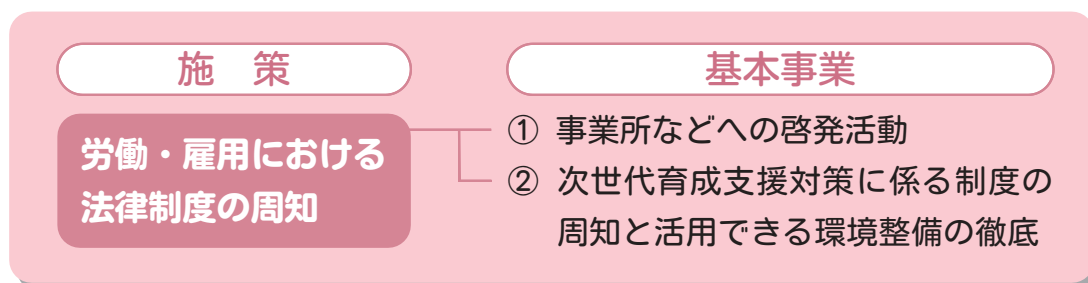 施　策
基本事業
労働・雇用における
法律制度の周知
① 事業所などへの啓発活動
② 次世代育成支援対策に係る制度の
周知と活用できる環境整備の徹底